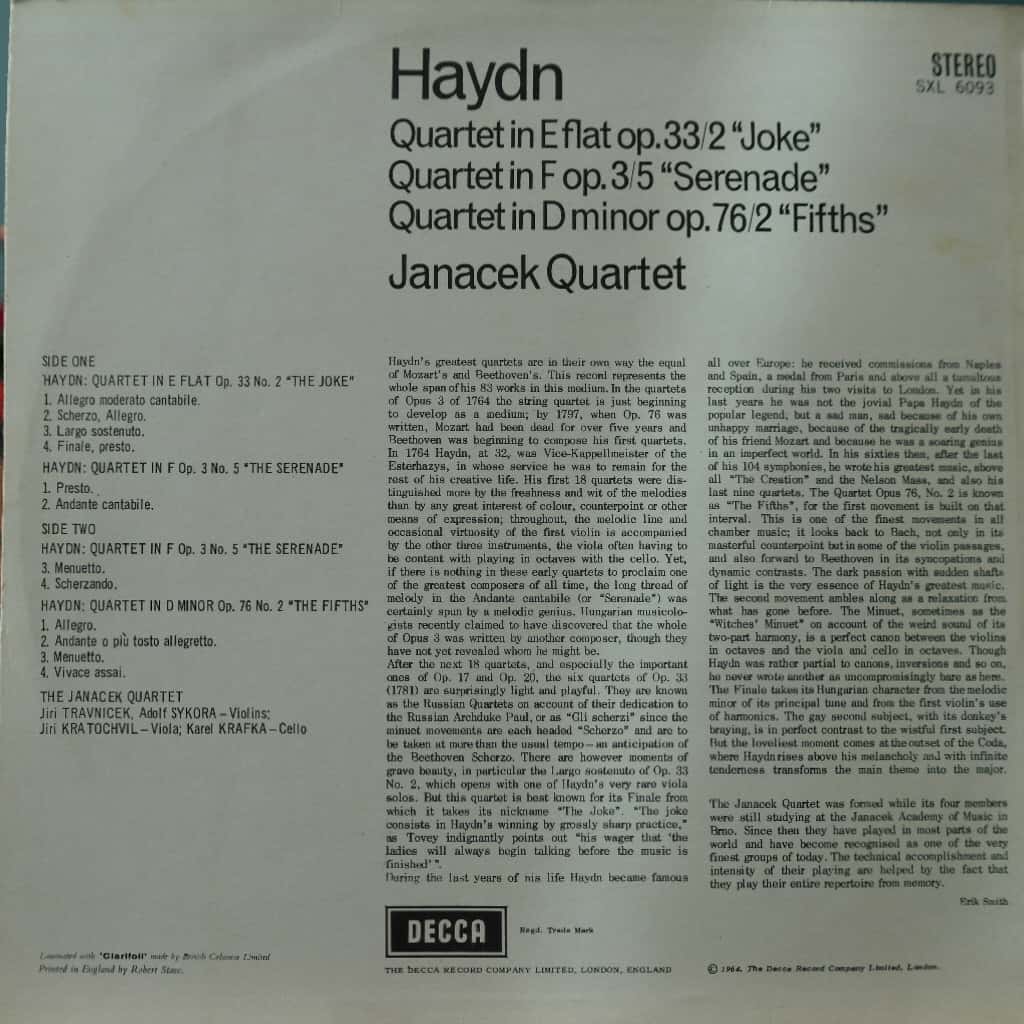 Haydn
STEREO
SXL 6093
Quartet in E flat op.33/2 “Joke”
Quartet in F op.3/5 “Serenade”
Quartet in D minor op.76/2 “Fifths”
Janacek Quartet
SIDE ONE
HAYDN: QUARTET IN E FLAT Op. 33 No. 2 "THE JOKE"
1. Allegro moderato cantabile.
2. Scherzo, Allegro.
3. Largo sostenuto.
4. Finale, presto.
HAYDN: QUARTET IN F Op. 3 No. 5 "THE SERENADE"
1. Presto.
2. Andante cantabile.
SIDE TWO
HAYDN: QUARTET IN F Op. 3 No. 5 "THE SERENADE"
3. Menuetto.
4. Scherzando.
HAYDN: QUARTET IN D MINOR Op. 76 No. 2 "THE FIFTHS"
1. Allegro.
2. Andante o più tosto allegretto.
3. Menuetto.
4. Vivace assai.
THE JANACEK QUARTET
Jiri TRAVNICEK, Adolf SYKORA – Violins;
Jiri KRATOCHVIL – Viola; Karel KRAFKA – Cello
Haydn's greatest quartets are in their own way the equal
of Mozart's and Beethoven's. This record represents the
whole span of his 83 works in this medium. In the quartets
of Opus 3 of 1764 the string quartet is just beginning
to develop as a medium; by 1797, when Op. 76 was
written, Mozart had been dead for over five years and
Beethoven was beginning to compose his first quartets.
In 1764 Haydn, at 32, was Vice-Kappellmeister of the
Esterhazys, in whose service he was to remain for the
rest of his creative life. His first 18 quartets were dis-
tinguished more by the freshness and wit of the melodies
than by any great interest of colour, counterpoint or other
means of expression; throughout, the melodic line and
occasional virtuosity of the first violin is accompanied
by the other three instruments, the viola often having to
be content with playing in octaves with the cello. Yet,
if there is nothing in these early quartets to proclaim one
of the greatest composers of all time, the long thread of
melody in the Andante cantabile (or "Serenade") was
certainly spun by a melodic genius. Hungarian musicolo-
gists recently claimed to have discovered that the whole
of Opus 3 was written by another composer, though they
have not yet revealed whom he might be.
After the next 18 quartets, and especially the important
ones of Op. 17 and Op. 20, the six quartets of Op. 33
(1781) are surprisingly light and playful. They are known
as the Russian Quartets on account of their dedication to
the Russian Archduke Paul, or as "Gli scherzi" since the
minuet movements are each headed "Scherzo" and are to
be taken at more than the usual tempo – an anticipation of
the Beethoven Scherzo. There are however moments of
grave beauty, in particular the Largo sostenuto of Op. 33
No. 2, which opens with one of Haydn's very rare viola
solos. But this quartet is best known for its Finale from
which it takes its nickname "The Joke". "The joke
consists in Haydn's winning by grossly sharp practice,"
as Tovey indignantly points out "his wager that 'the
ladies will always begin talking before the music is
finished' ".
During the last years of his life Haydn became famous
all over Europe: he received commissions from Naples
and Spain, a medal from Paris and above all a tumultous
reception during his two visits to London. Yet in his
last years he was not the jovial Papa Haydn of the
popular legend, but a sad man, sad because of his own
unhappy marriage, because of the tragically early death
of his friend Mozart and because he was a soaring genius
in an imperfect world. In his sixties then, after the last
of his 104 symphonies, he wrote his greatest music, above
all "The Creation" and the Nelson Mass, and also his
last nine quartets. The Quartet Opus 76, No. 2 is known
as "The Fifths", for the first movement is built on that
interval. This is one of the finest movements in all
chamber music; it looks back to Bach, not only in its
masterful counterpoint but in some of the violin passages,
and also forward to Beethoven in its syncopations and
dynamic contrasts. The dark passion with sudden shafts
of light is the very essence of Haydn's greatest music.
The second movement ambles along as a relaxation from
what has gone before. The Minuet, sometimes as the
"Witches' Minuet" on account of the weird sound of its
two-part harmony, is a perfect canon between the violins
in octaves and the viola and cello in octaves. Though
Haydn was rather partial to canons, inversions and so on,
he never wrote another as uncompromisingly bare as here.
The Finale takes its Hungarian character from the melodic
minor of its principal tune and from the first violin's use
of harmonics. The gay second subject, with its donkey's
braying, is in perfect contrast to the wistful first subject.
But the loveliest moment comes at the outset of the Coda,
where Haydn rises above his melancholy and with infinite
tenderness transforms the main theme into the major.
The Janacek Quartet was formed while its four members
were still studying at the Janacek Academy of Music in
Brno. Since then they have played in most parts of the
world and have become recognised as one of the very
finest groups of today. The technical accomplishment and
intensity of their playing are helped by the fact that
they play their entire repertoire from memory.
Erik Smith
DECCA
Regd. Trade Mark
Laminated with 'Clarifoil' made by British Celanese Limited
Printed in England by Robert Stace.
THE DECCA RECORD COMPANY LIMITED, LONDON, ENGLAND
© 1964, The Decca Record Company Limited, London.